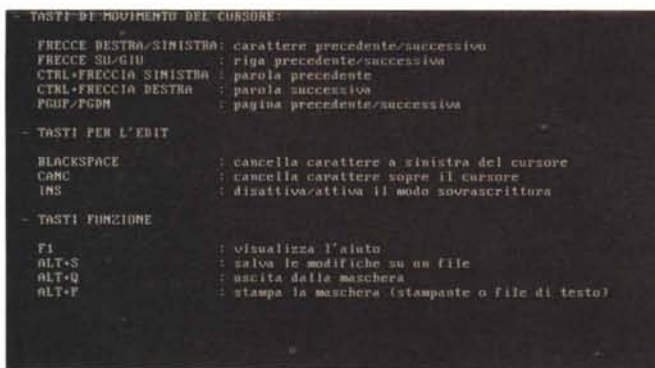 - TASTI DI MOVIMENTO DEL CURSORE:
FRECCE DESTRA/SINISTRA: carattere precedente/successivo
FRECCE SU/GIU : riga precedente/successiva
CTRL+FRECCIA SINISTRA : parola precedente
CTRL+FRECCIA DESTRA : parola successiva
PGUP/PGDN : pagina precedente/successiva
- TASTI PER L'EDIT
BLACKSPACE : cancella carattere a sinistra del cursore
CANC : cancella carattere sopre il cursore
INS : disattiva/attiva il modo sovrascrittura
- TASTI FUNZIONE
F1 : visualizza l'aiuto
ALT+S : salva le modifiche su un file
ALT+Q : uscita dalla maschera
ALT+P : stampa la maschera (stampante o file di testo)